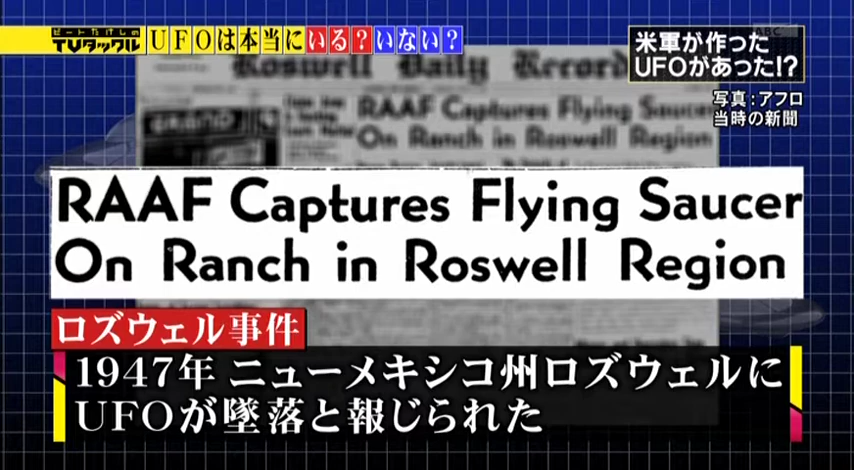 ビートたけしの
TVタックル
UFOは本当にいる?いない?
ABC
米軍が作った
UFOがあった!?
写真:アフロ
当時の新聞
Roswell Daily Record
RAAF Captures Flying Saucer
On Ranch in Roswell Region
RAAF Captures Flying Saucer
On Ranch in Roswell Region
ロズウェル事件
1947年 ニューメキシコ州ロズウェルに
UFOが墜落と報じられた